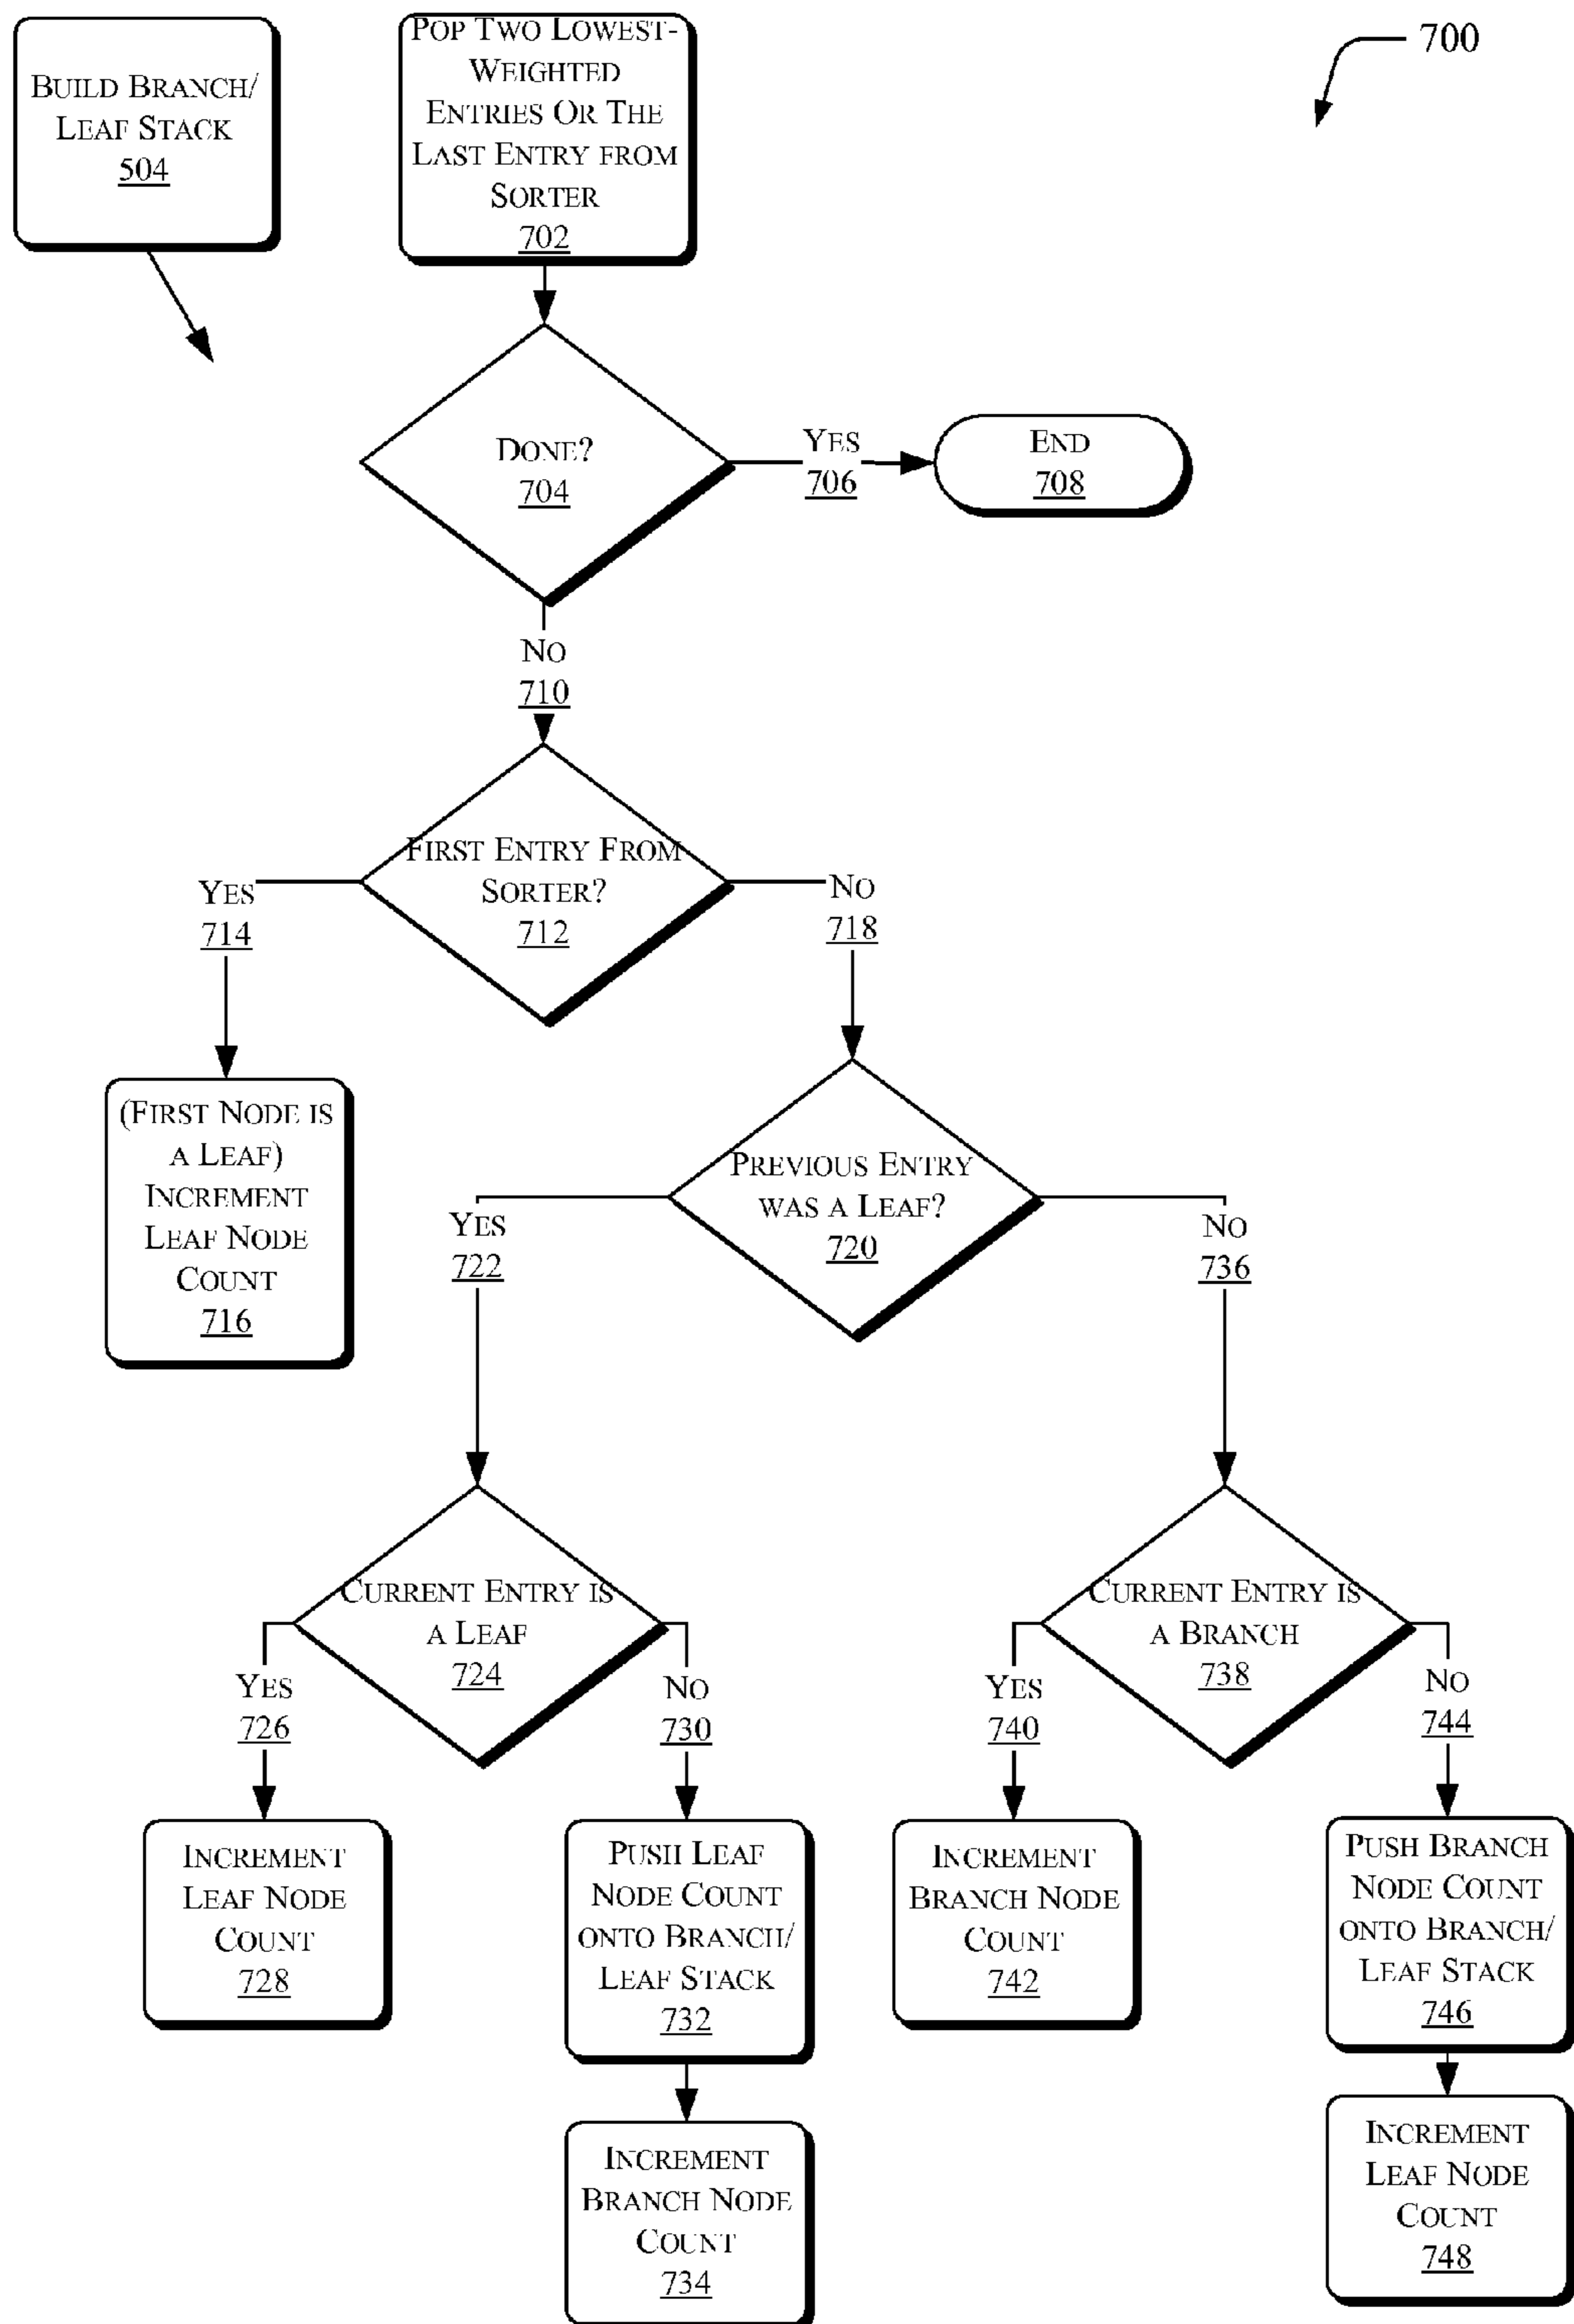 700
BUILD BRANCH/
LEAF STACK
504
POP TWO LOWEST-
WEIGHTED
ENTRIES OR THE
LAST ENTRY FROM
SORTER
702
DONE?
704
YES
706
END
708
NO
710
FIRST ENTRY FROM
SORTER?
712
YES
714
NO
718
(FIRST NODE IS
A LEAF)
INCREMENT
LEAF NODE
COUNT
716
PREVIOUS ENTRY
WAS A LEAF?
720
YES
722
NO
736
CURRENT ENTRY IS
A LEAF
724
YES
726
NO
730
CURRENT ENTRY IS
A BRANCH
738
YES
740
NO
744
INCREMENT
LEAF NODE
COUNT
728
PUSH LEAF
NODE COUNT
ONTO BRANCH/
LEAF STACK
732
INCREMENT
BRANCH NODE
COUNT
742
PUSH BRANCH
NODE COUNT
ONTO BRANCH/
LEAF STACK
746
INCREMENT
BRANCH NODE
COUNT
734
INCREMENT
LEAF NODE
COUNT
748